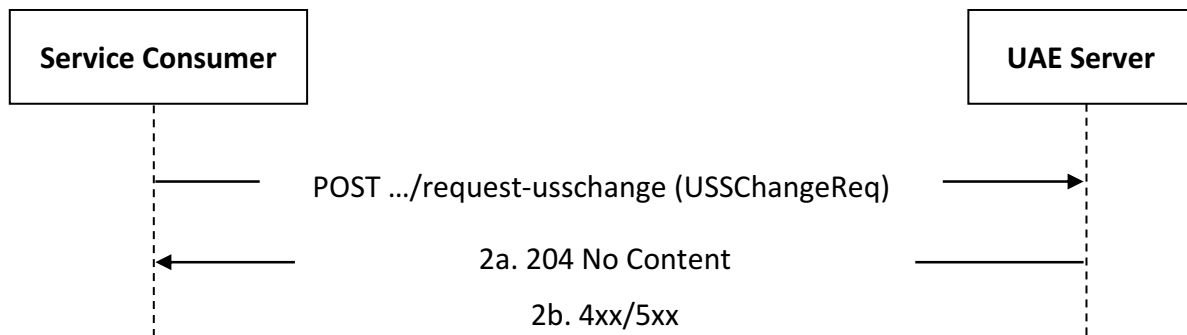 Service Consumer
UAE Server
POST …/request-usschange (USSChangeReq)
2a. 204 No Content
2b. 4xx/5xx